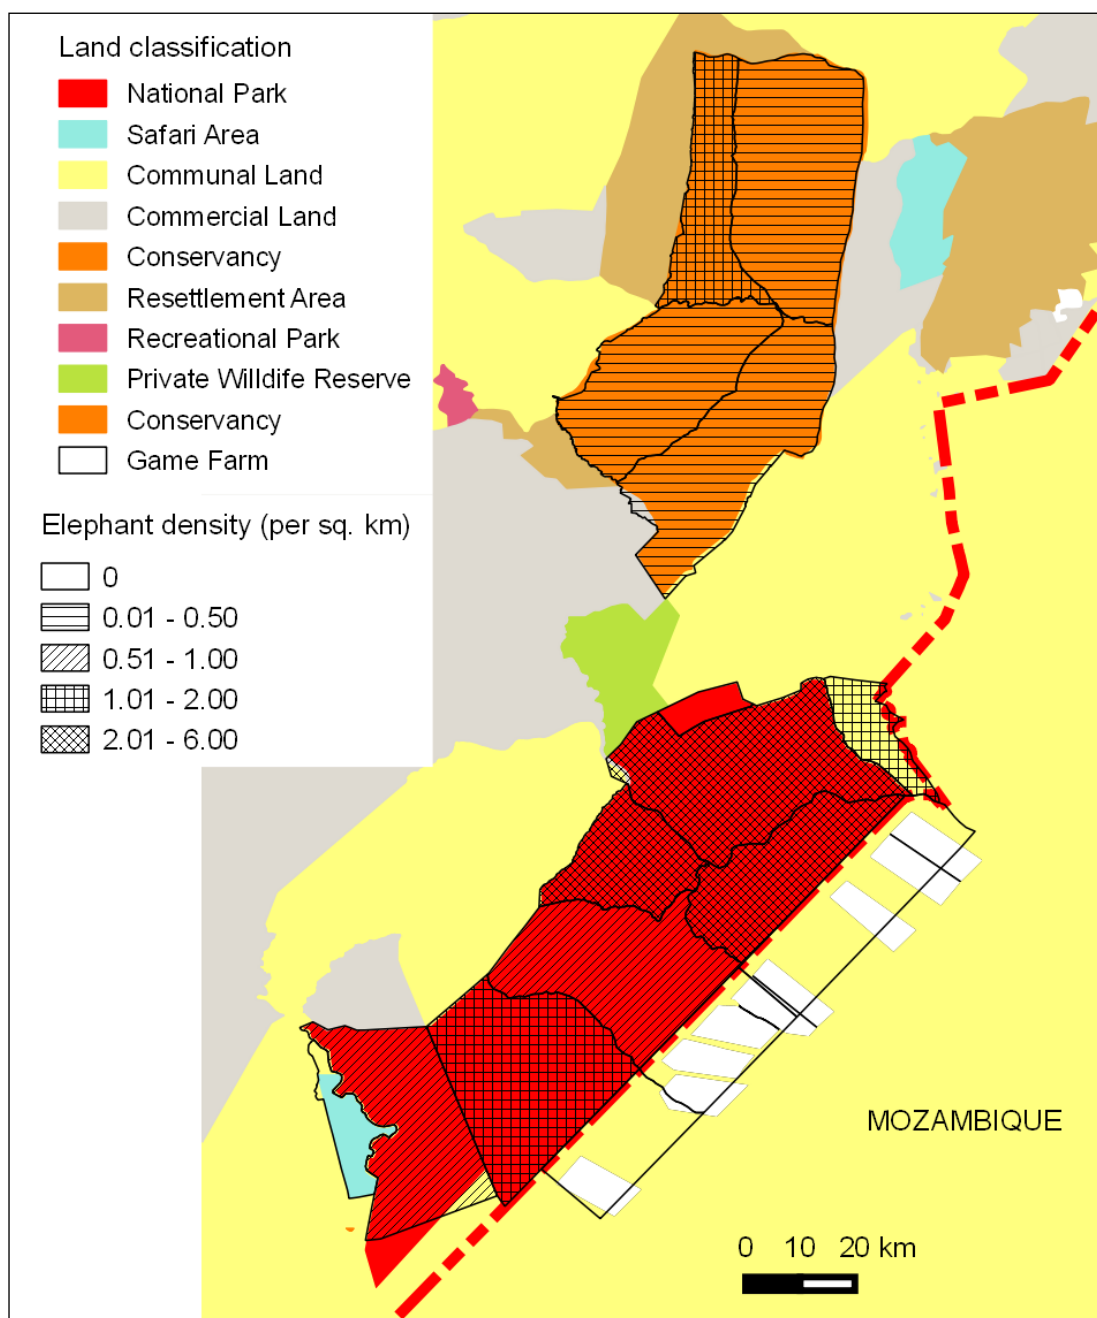 Land classification
National Park
Safari Area
Communal Land
Commercial Land
Conservancy
Resettlement Area
Recreational Park
Private Willdife Reserve
Conservancy
Game Farm
Elephant density (per sq. km)
0
0.01 - 0.50
0.51 - 1.00
1.01 - 2.00
2.01 - 6.00
MOZAMBIQUE
0 10 20 km